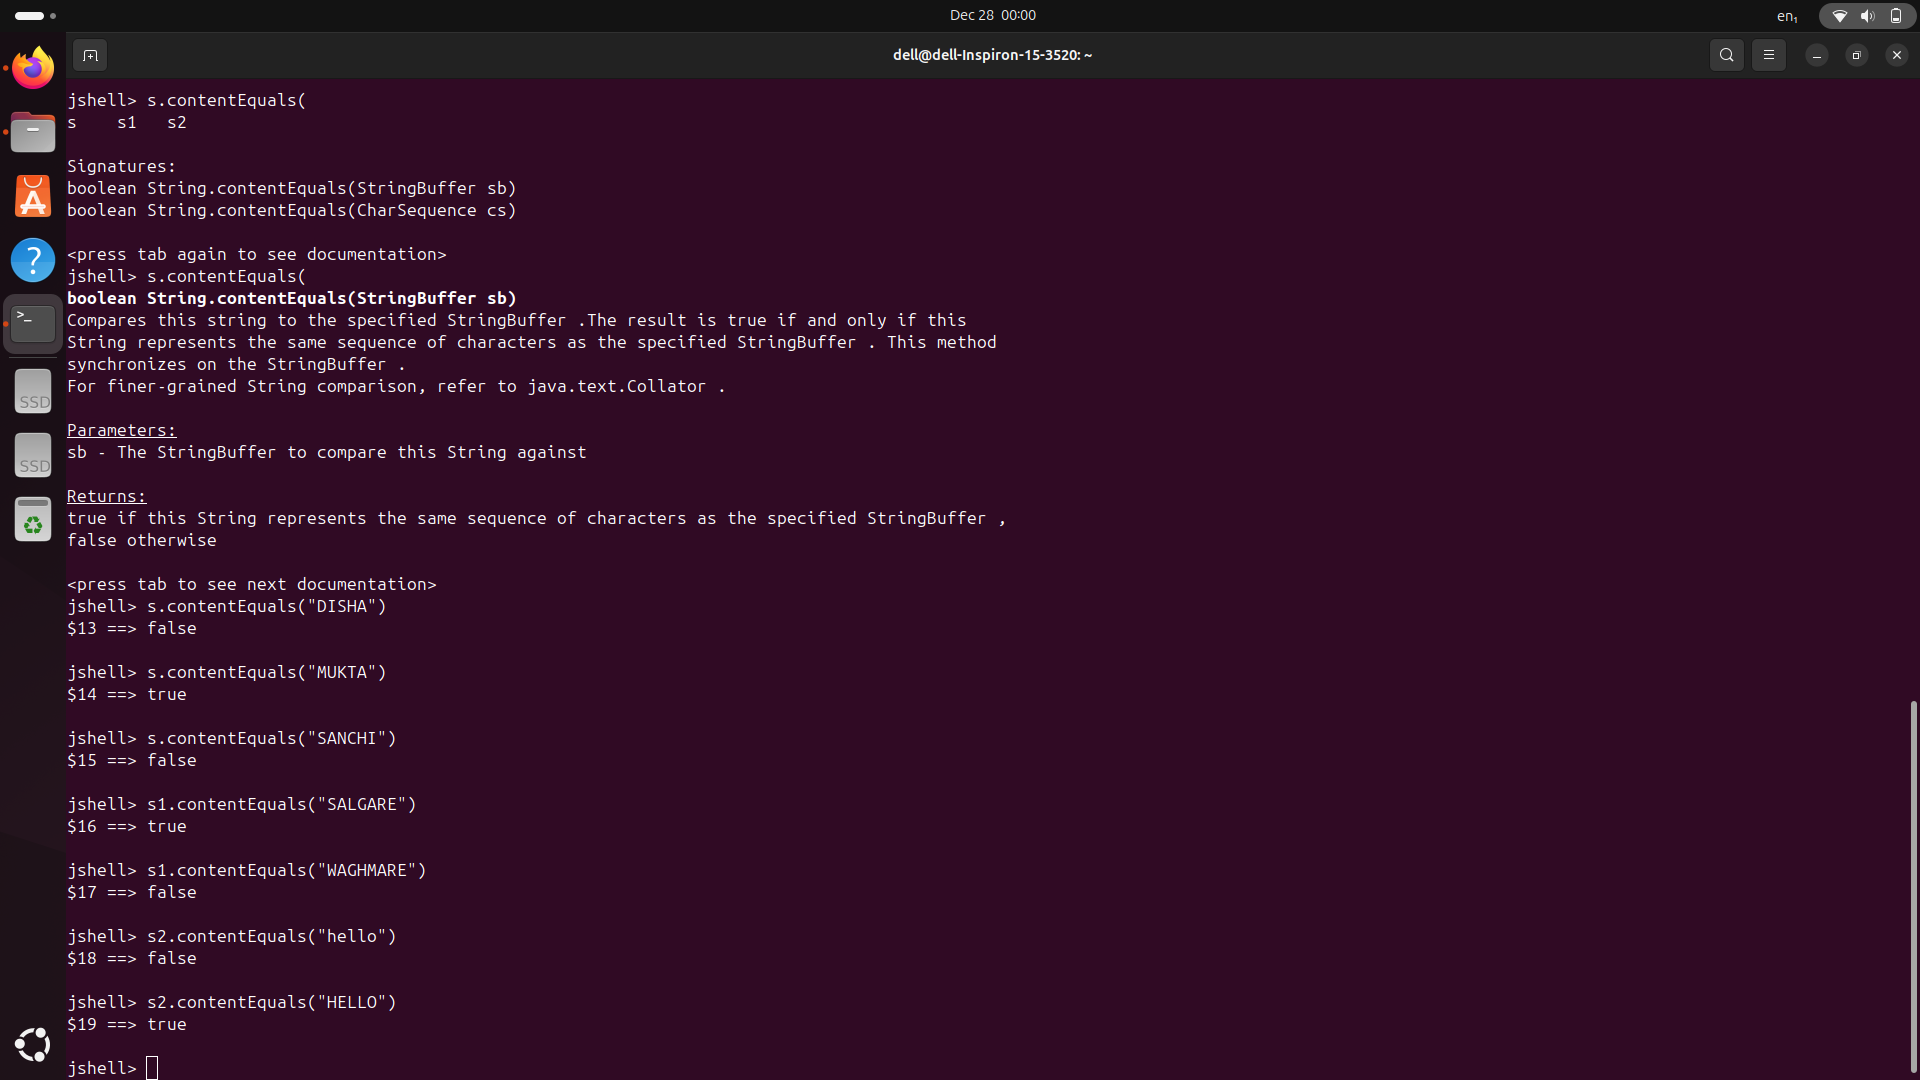 Dec 28 00:00
en₁
dell@dell-Inspiron-15-3520: ~
jshell> s.contentEquals(
s    s1   s2
Signatures:
boolean String.contentEquals(StringBuffer sb)
boolean String.contentEquals(CharSequence cs)
<press tab again to see documentation>
jshell> s.contentEquals(
boolean String.contentEquals(StringBuffer sb)
Compares this string to the specified StringBuffer .The result is true if and only if this
String represents the same sequence of characters as the specified StringBuffer . This method
synchronizes on the StringBuffer .
For finer-grained String comparison, refer to java.text.Collator .
Parameters:
sb - The StringBuffer to compare this String against
Returns:
true if this String represents the same sequence of characters as the specified StringBuffer ,
false otherwise
<press tab to see next documentation>
jshell> s.contentEquals("DISHA")
$13 ==> false
jshell> s.contentEquals("MUKTA")
$14 ==> true
jshell> s.contentEquals("SANCHI")
$15 ==> false
jshell> s1.contentEquals("SALGARE")
$16 ==> true
jshell> s1.contentEquals("WAGHMARE")
$17 ==> false
jshell> s2.contentEquals("hello")
$18 ==> false
jshell> s2.contentEquals("HELLO")
$19 ==> true
jshell>
SSD
SSD